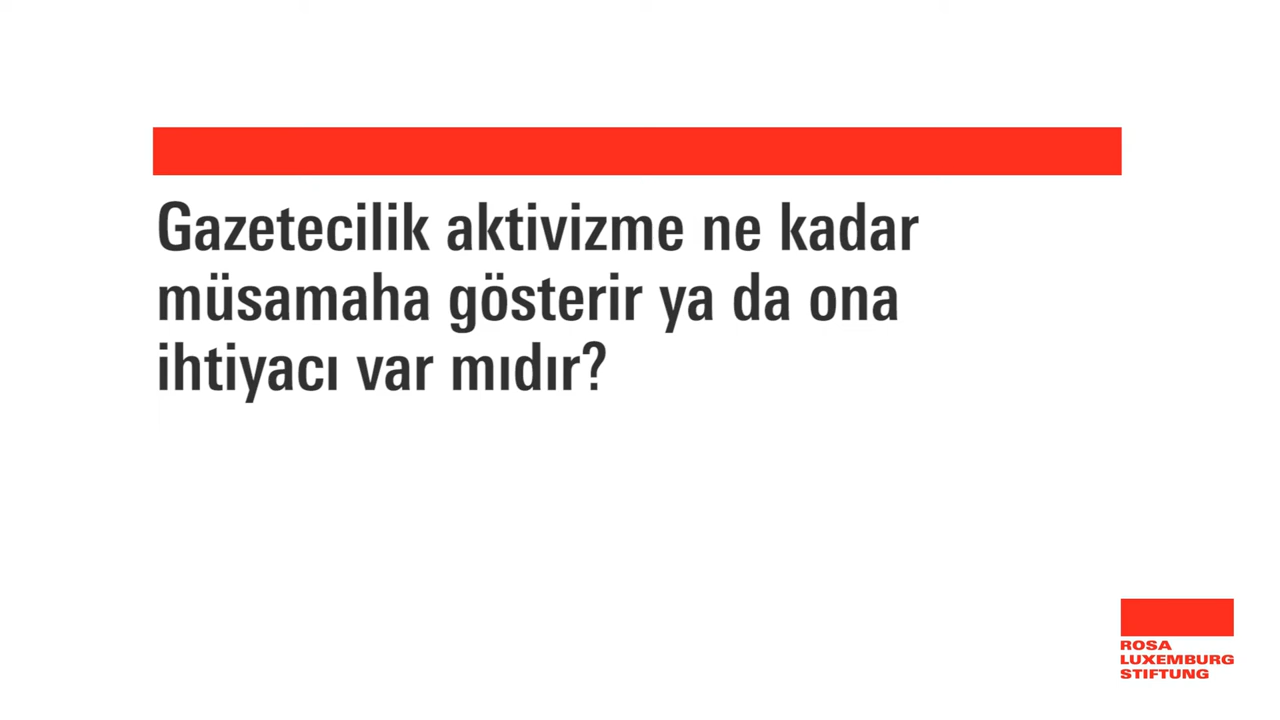 Gazetecilik aktivizme ne kadar
müsamaha gösterir ya da ona
ihtiyacı var mıdır?
ROSA
LUXEMBURG
STIFTUNG